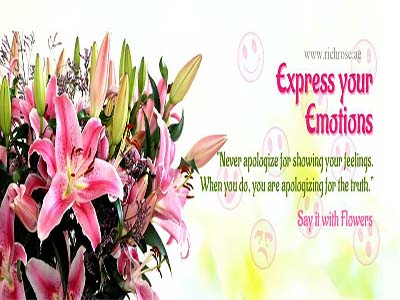 www.richrose.ae
Express your
Emotions
"Never apologize for showing your feelings.
When you do, you are apologizing for the truth."
Say it with Flowers